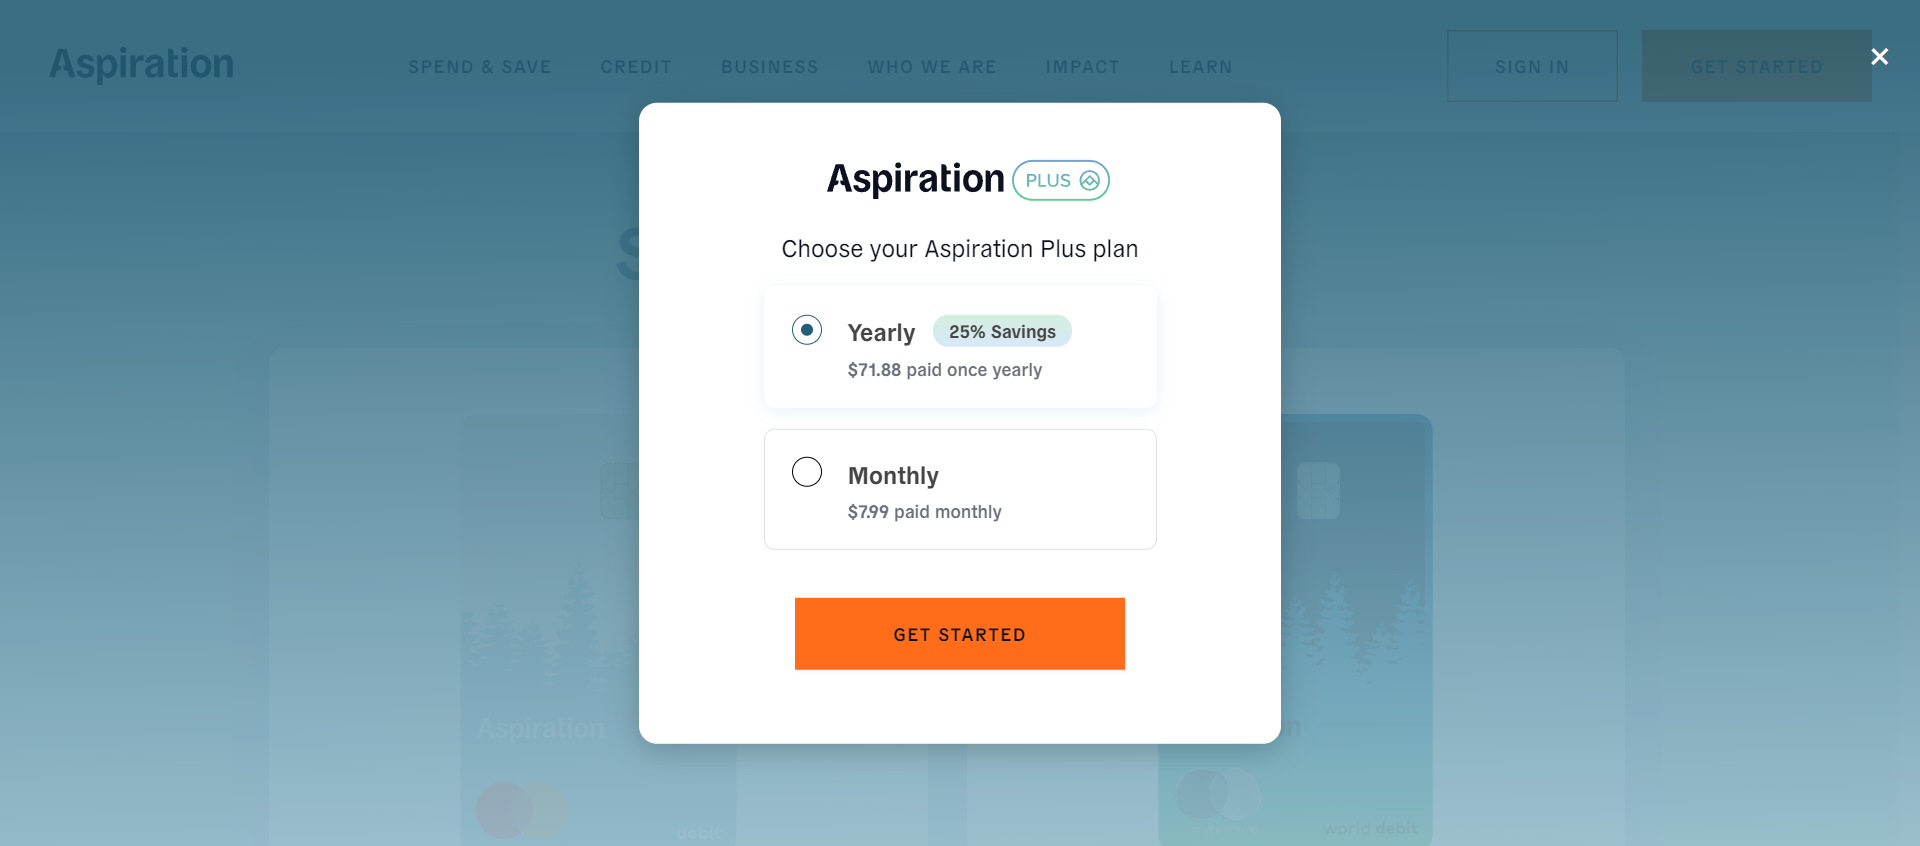 Aspiration
SPEND & SAVE
CREDIT
BUSINESS
WHO WE ARE
IMPACT
LEARN
SIGN IN
GET STARTED
Aspiration PLUS
Choose your Aspiration Plus plan
Yearly 25% Savings
$71.88 paid once yearly
Monthly
$7.99 paid monthly
GET STARTED
Aspiration
debit
world debit